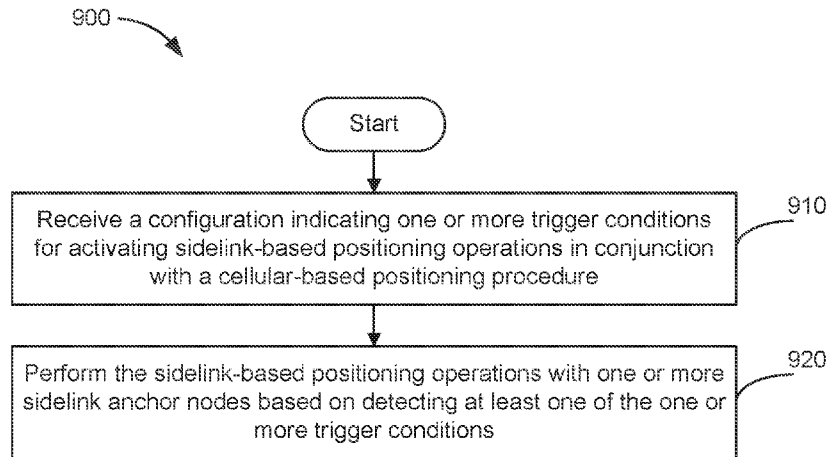 900
Start
Receive a configuration indicating one or more trigger conditions
for activating sidelink-based positioning operations in conjunction
with a cellular-based positioning procedure
910
Perform the sidelink-based positioning operations with one or more
sidelink anchor nodes based on detecting at least one of the one or
more trigger conditions
920